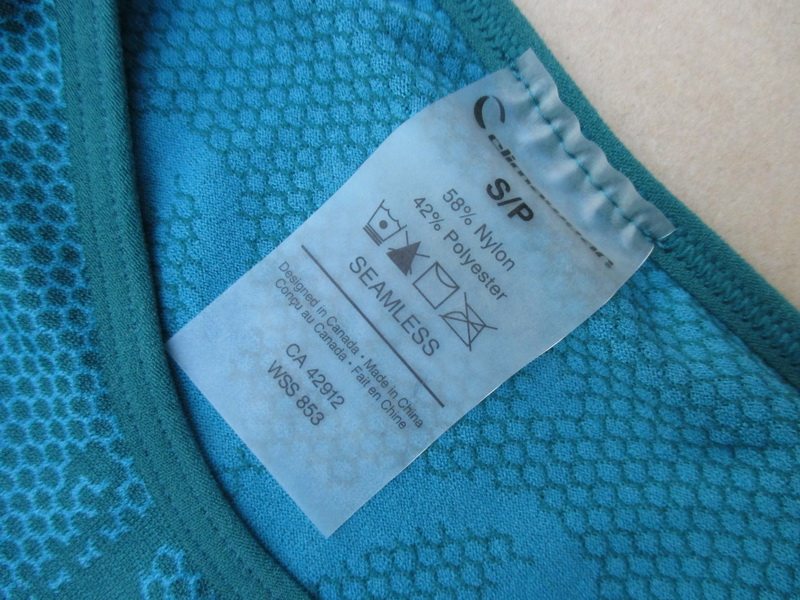 S/P
58% Nylon
42% Polyester
SEAMLESS
Designed in Canada • Made in China
Conçu au Canada • Fait en Chine
CA 42912
WSS 853